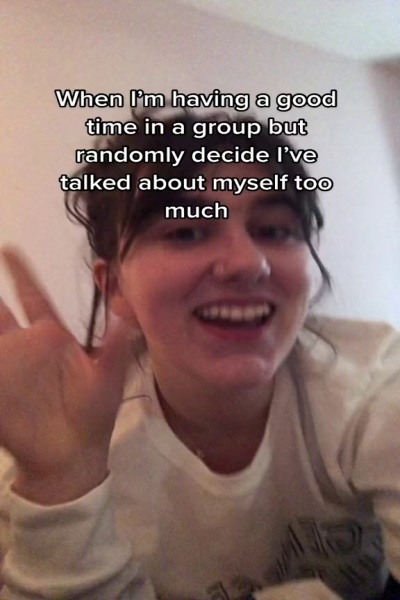 When I’m having a good
time in a group but
randomly decide I’ve
talked about myself too
much